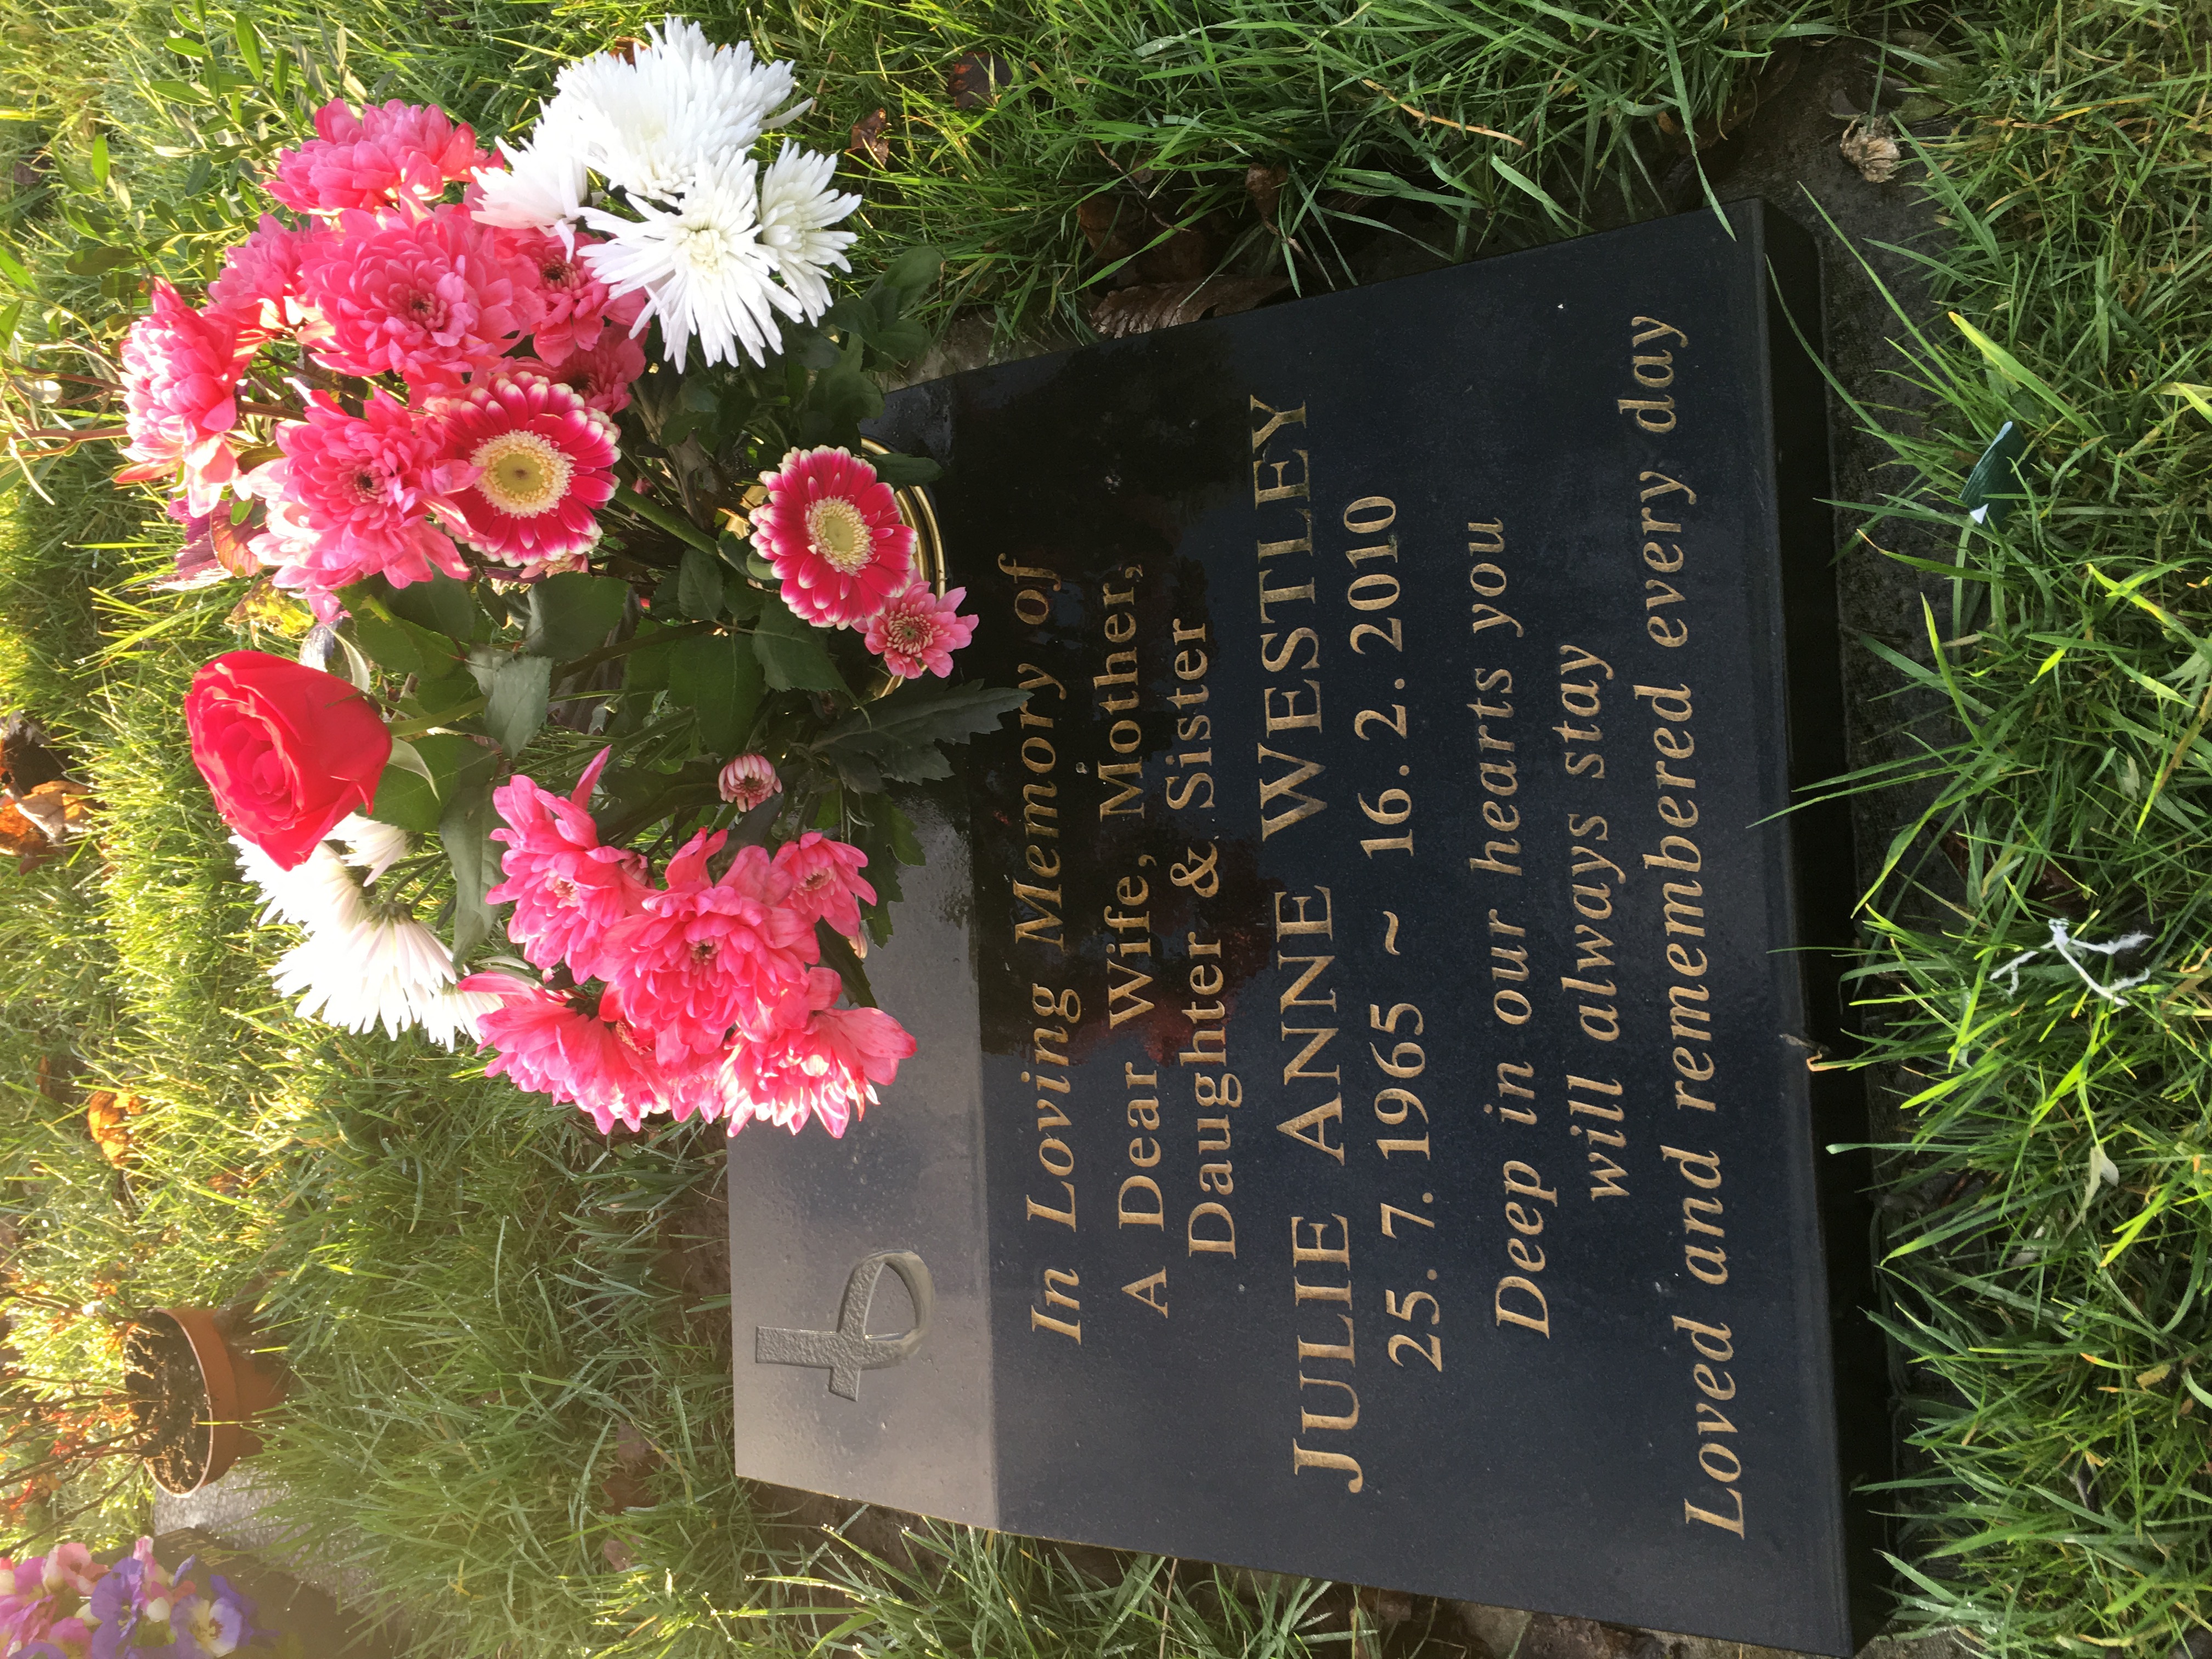 In Loving Memory of
A Dear Wife, Mother,
Daughter & Sister
JULIE ANNE WESTLEY
25.7.1965 ~ 16.2.2010
Deep in our hearts you
will always stay
Loved and remembered every day